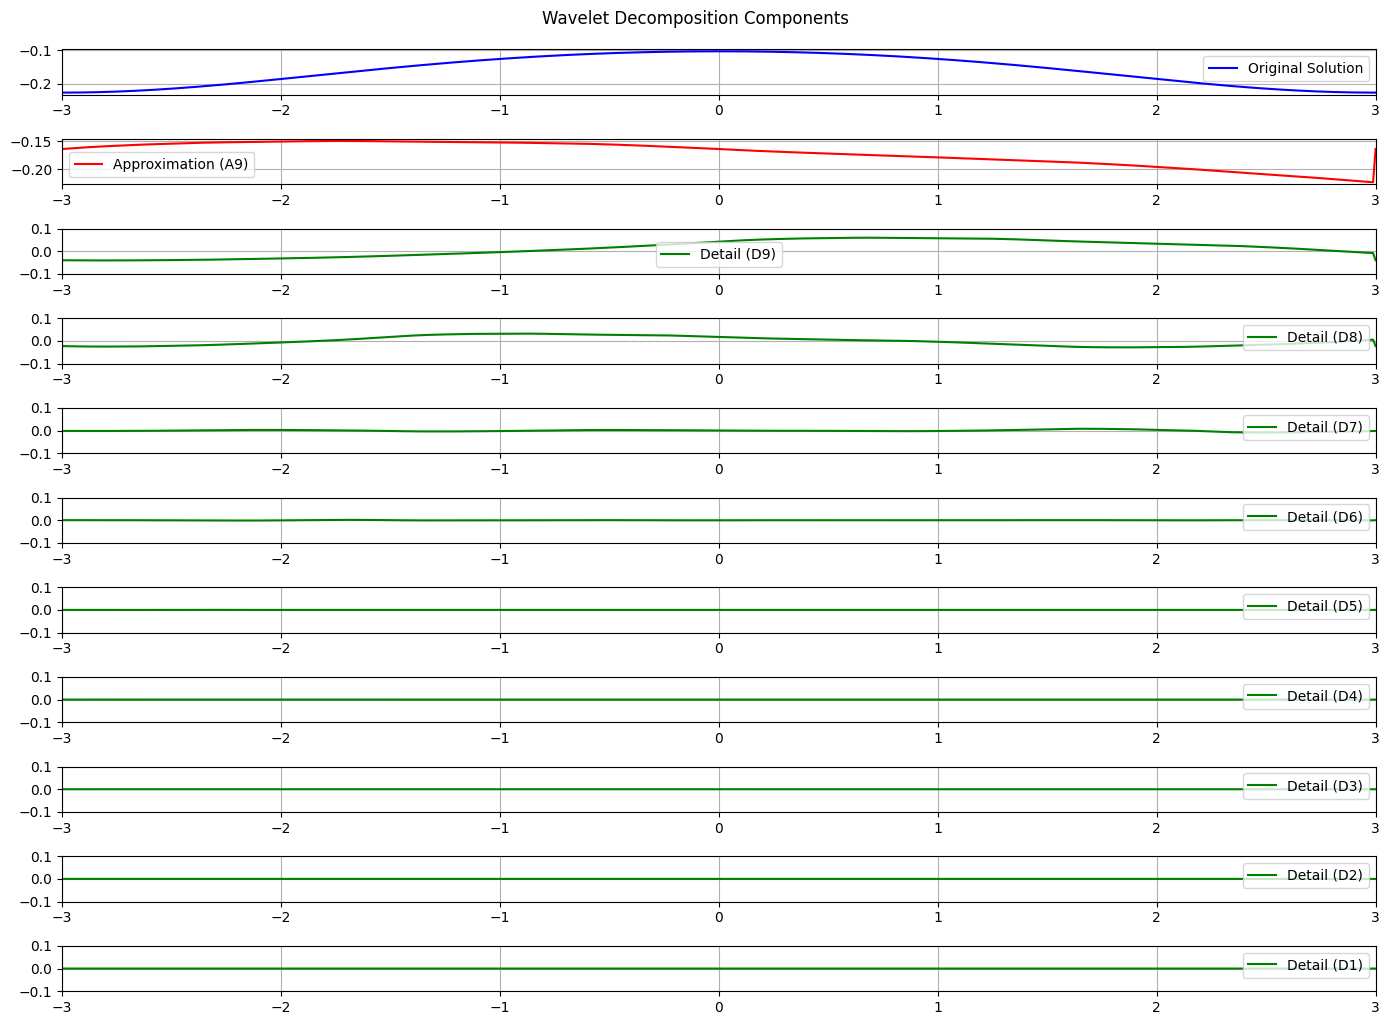 Wavelet Decomposition Components
−0.1
−0.2
Original Solution
−3 −2 −1 0 1 2 3
−0.15
−0.20
Approximation (A9)
−3 −2 −1 0 1 2 3
0.1
0.0
−0.1
Detail (D9)
−3 −2 −1 0 1 2 3
0.1
0.0
−0.1
Detail (D8)
−3 −2 −1 0 1 2 3
0.1
0.0
−0.1
Detail (D7)
−3 −2 −1 0 1 2 3
0.1
0.0
−0.1
Detail (D6)
−3 −2 −1 0 1 2 3
0.1
0.0
−0.1
Detail (D5)
−3 −2 −1 0 1 2 3
0.1
0.0
−0.1
Detail (D4)
−3 −2 −1 0 1 2 3
0.1
0.0
−0.1
Detail (D3)
−3 −2 −1 0 1 2 3
0.1
0.0
−0.1
Detail (D2)
−3 −2 −1 0 1 2 3
0.1
0.0
−0.1
Detail (D1)
−3 −2 −1 0 1 2 3